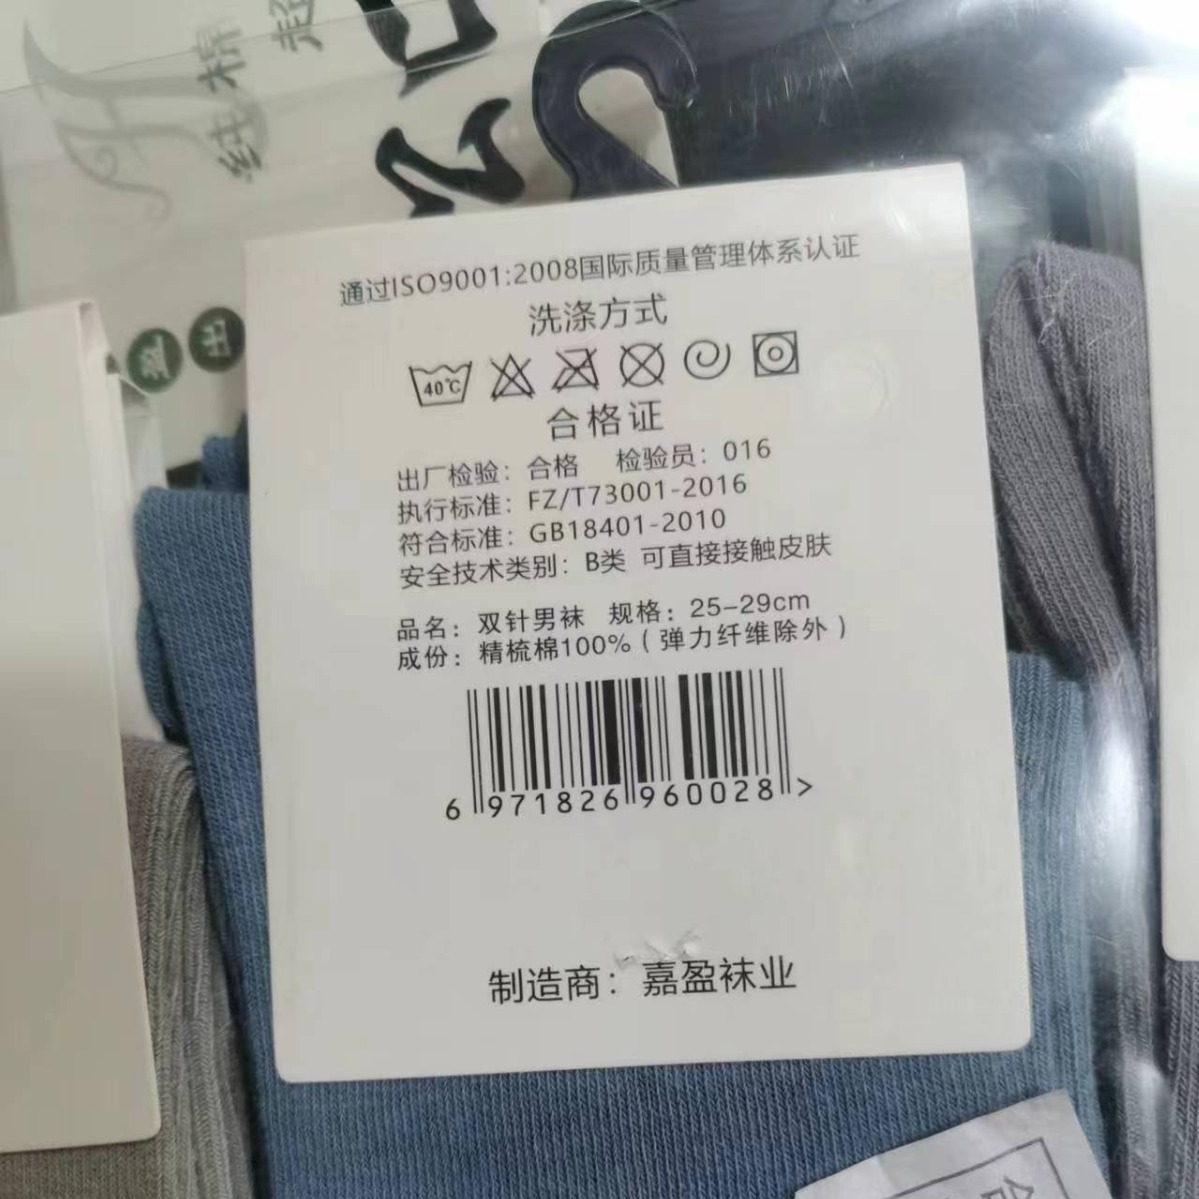 纯棉
起
通过ISO9001:2008国际质量管理体系认证
洗涤方式
40℃
合格证
出厂检验：合格 检验员：016
执行标准：FZ/T73001-2016
符合标准：GB18401-2010
安全技术类别：B类 可直接接触皮肤
品名：双针男袜 规格：25-29cm
成份：精梳棉100%（弹力纤维除外）
6 971826 960028 >
制造商：嘉盈袜业